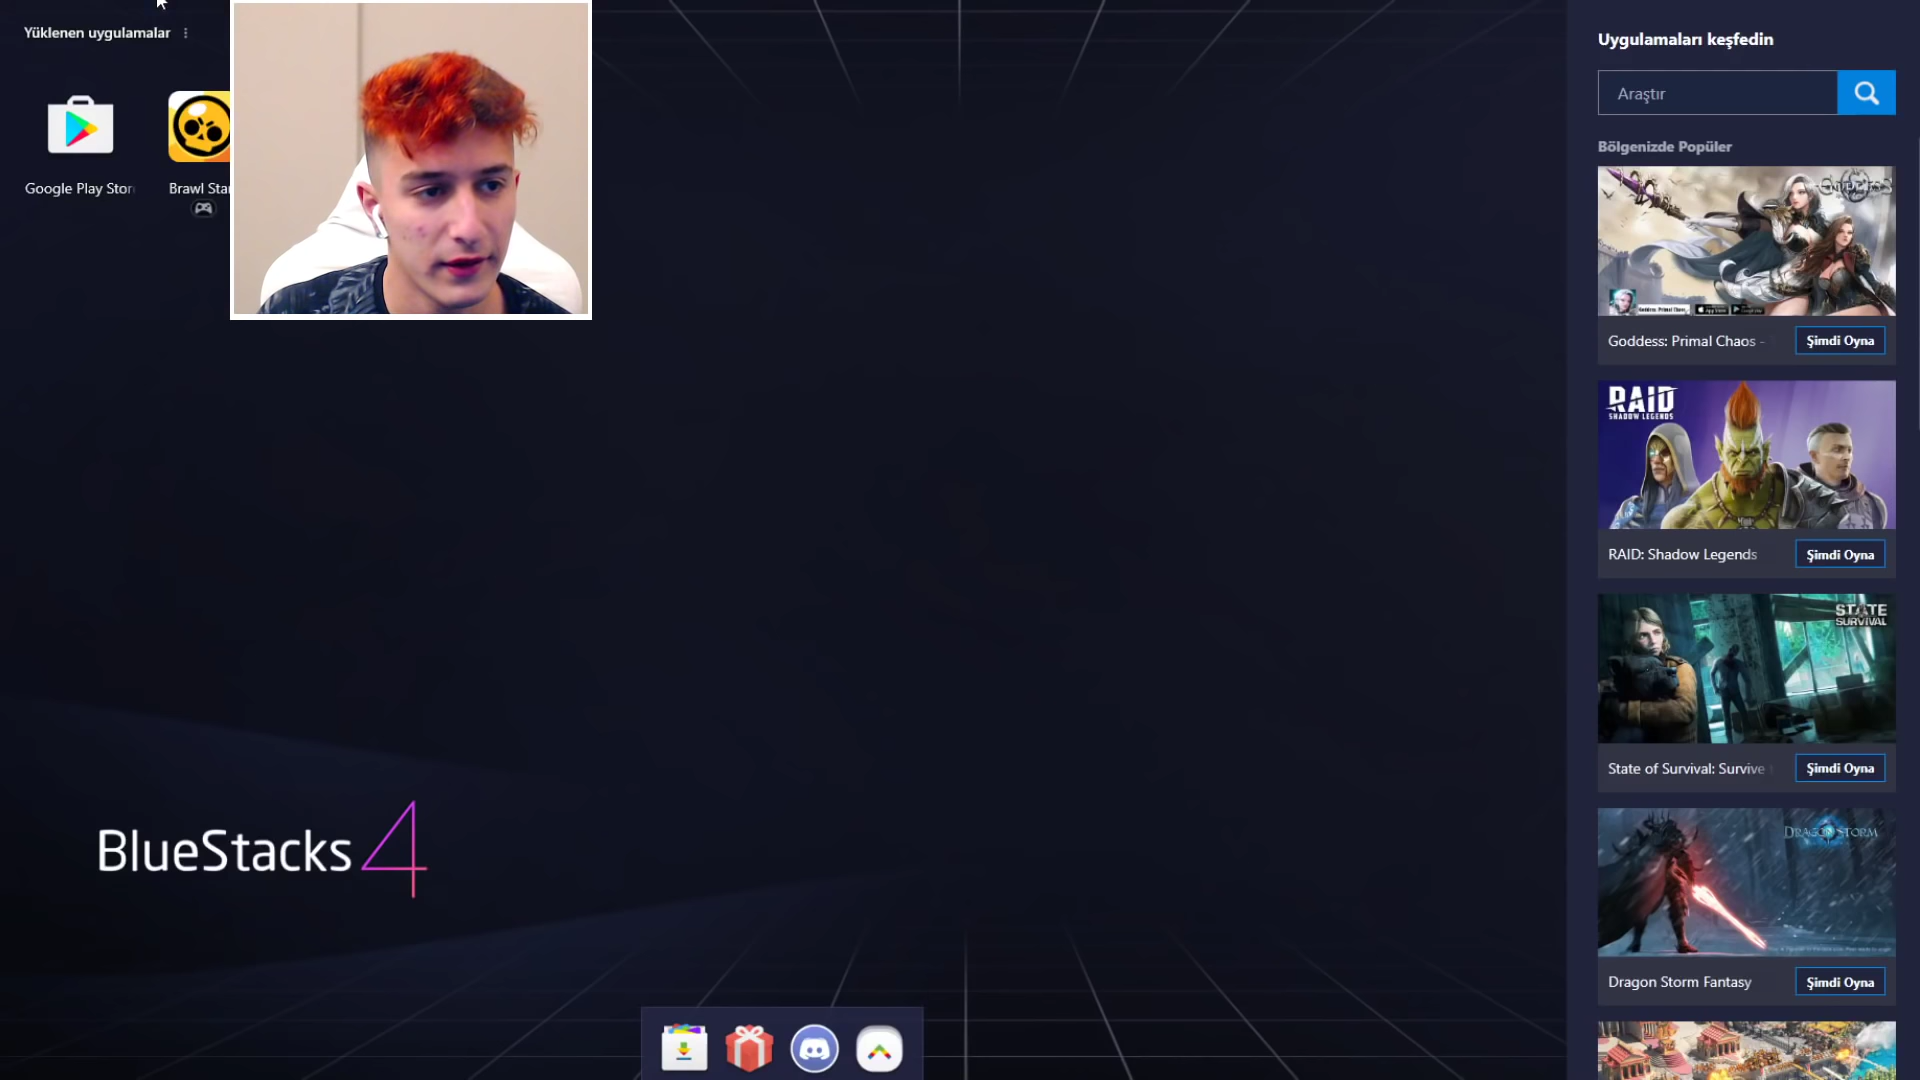 Yüklenen uygulamalar
Google Play Stor
Brawl Star
BlueStacks 4
Uygulamaları keşfedin
Araştır
Bölgenizde Popüler
Goddess: Primal Chaos -
Şimdi Oyna
RAID
SHADOW LEGENDS
RAID: Shadow Legends
Şimdi Oyna
STATE
SURVIVAL
State of Survival: Survive
Şimdi Oyna
DRAGON STORM
Dragon Storm Fantasy
Şimdi Oyna